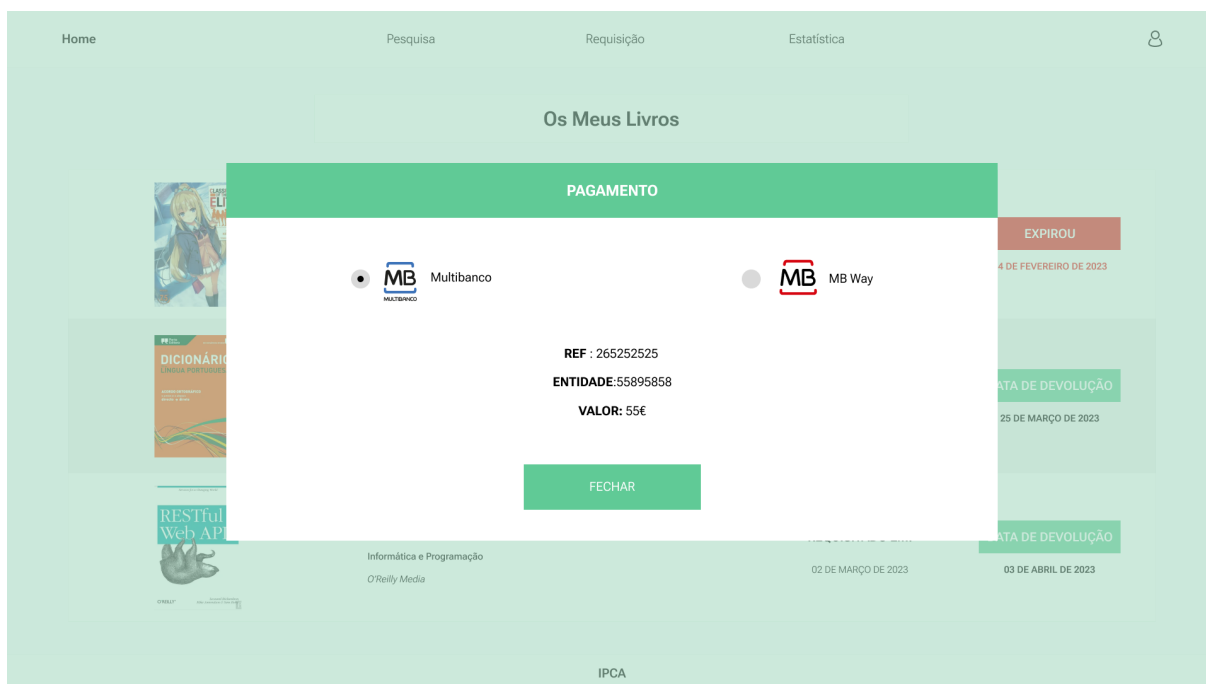 Home Pesquisa Requisição Estatística
Os Meus Livros
PAGAMENTO
EXPIROU
4 DE FEVEREIRO DE 2023
MB MULTIBANCO Multibanco
MB MB Way
REF : 265252525
ENTIDADE:55895858
VALOR: 55€
FECHAR
DICIONÁRIO
LÍNGUA PORTUGUES
ATA DE DEVOLUÇÃO
25 DE MARÇO DE 2023
RESTful
Web AP
O'REILLY
Informática e Programação
O'Reilly Media
02 DE MARÇO DE 2023
ATA DE DEVOLUÇÃO
03 DE ABRIL DE 2023
IPCA